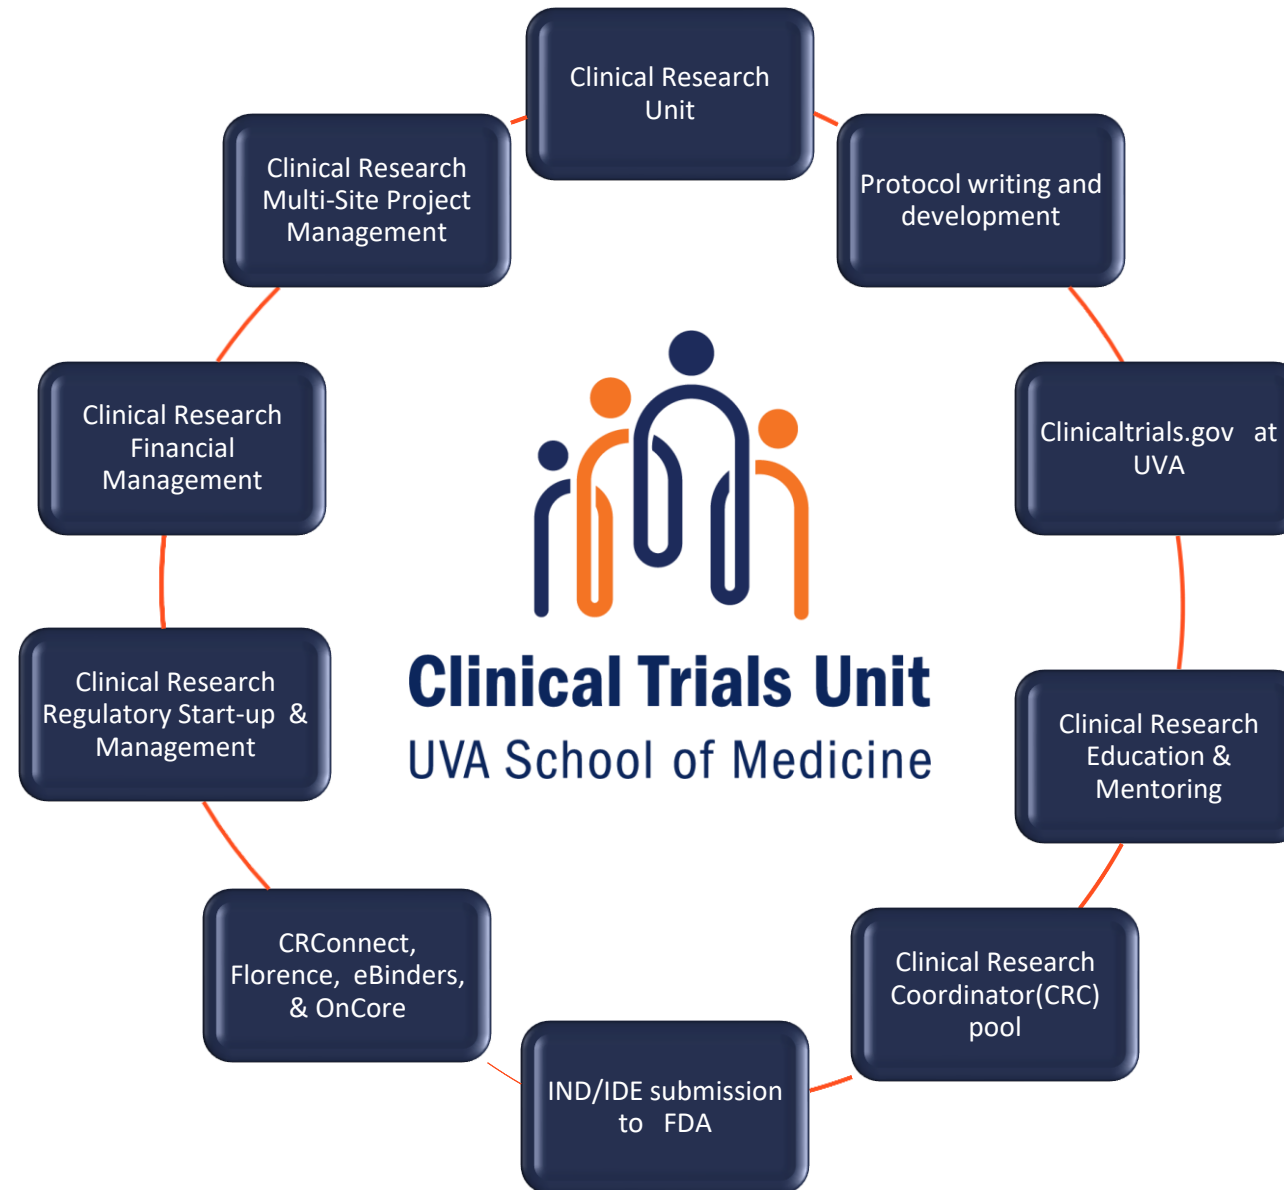 Clinical Research
Unit
Protocol writing and
development
Clinicaltrials.gov at
UVA
Clinical Research
Education &
Mentoring
Clinical Research
Coordinator(CRC)
pool
IND/IDE submission
to FDA
CRConnect,
Florence, eBinders,
& OnCore
Clinical Research
Regulatory Start-up &
Management
Clinical Research
Financial
Management
Clinical Research
Multi-Site Project
Management
Clinical Trials Unit
UVA School of Medicine